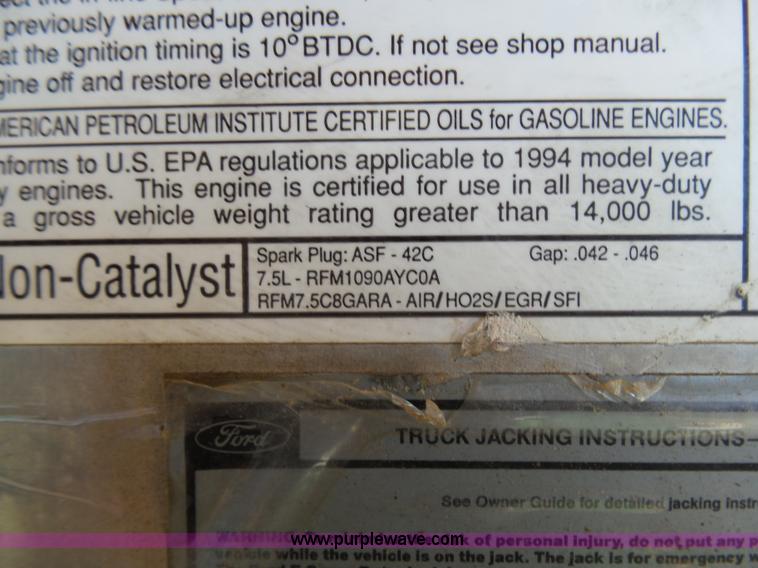 previously warmed-up engine.
at the ignition timing is 10°BTDC. If not see shop manual.
gine off and restore electrical connection.
MERICAN PETROLEUM INSTITUTE CERTIFIED OILS for GASOLINE ENGINES.
nforms to U.S. EPA regulations applicable to 1994 model year
y engines. This engine is certified for use in all heavy-duty
a gross vehicle weight rating greater than 14,000 lbs.
Non-Catalyst
Spark Plug: ASF - 42C Gap: .042 - .046
7.5L - RFM1090AYC0A
RFM7.5C8GARA - AIR/HO2S/EGR/SFI
Ford
TRUCK JACKING INSTRUCTIONS-
See Owner Guide for detailed jacking instr
WARNING: k of personal injury, do not put any p
www.purplewave.com
vehicle while the vehicle is on the jack. The jack is for emergency w